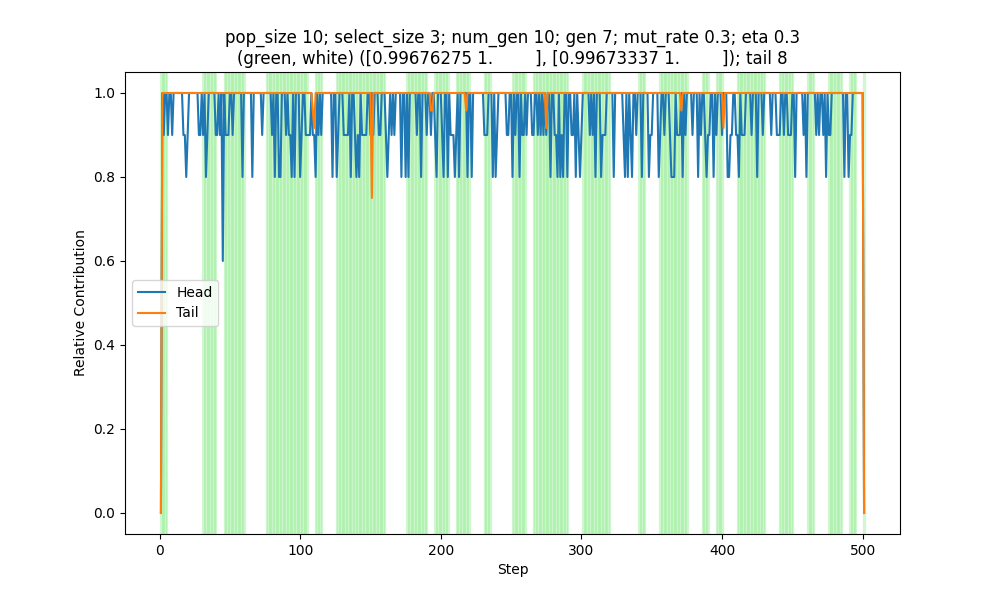 pop_size 10; select_size 3; num_gen 10; gen 7; mut_rate 0.3; eta 0.3
(green, white) ([0.99676275 1.         ], [0.99673337 1.         ]); tail 8
1.0
0.8
0.6
0.4
0.2
0.0
Relative Contribution
Head
Tail
0 100 200 300 400 500
Step